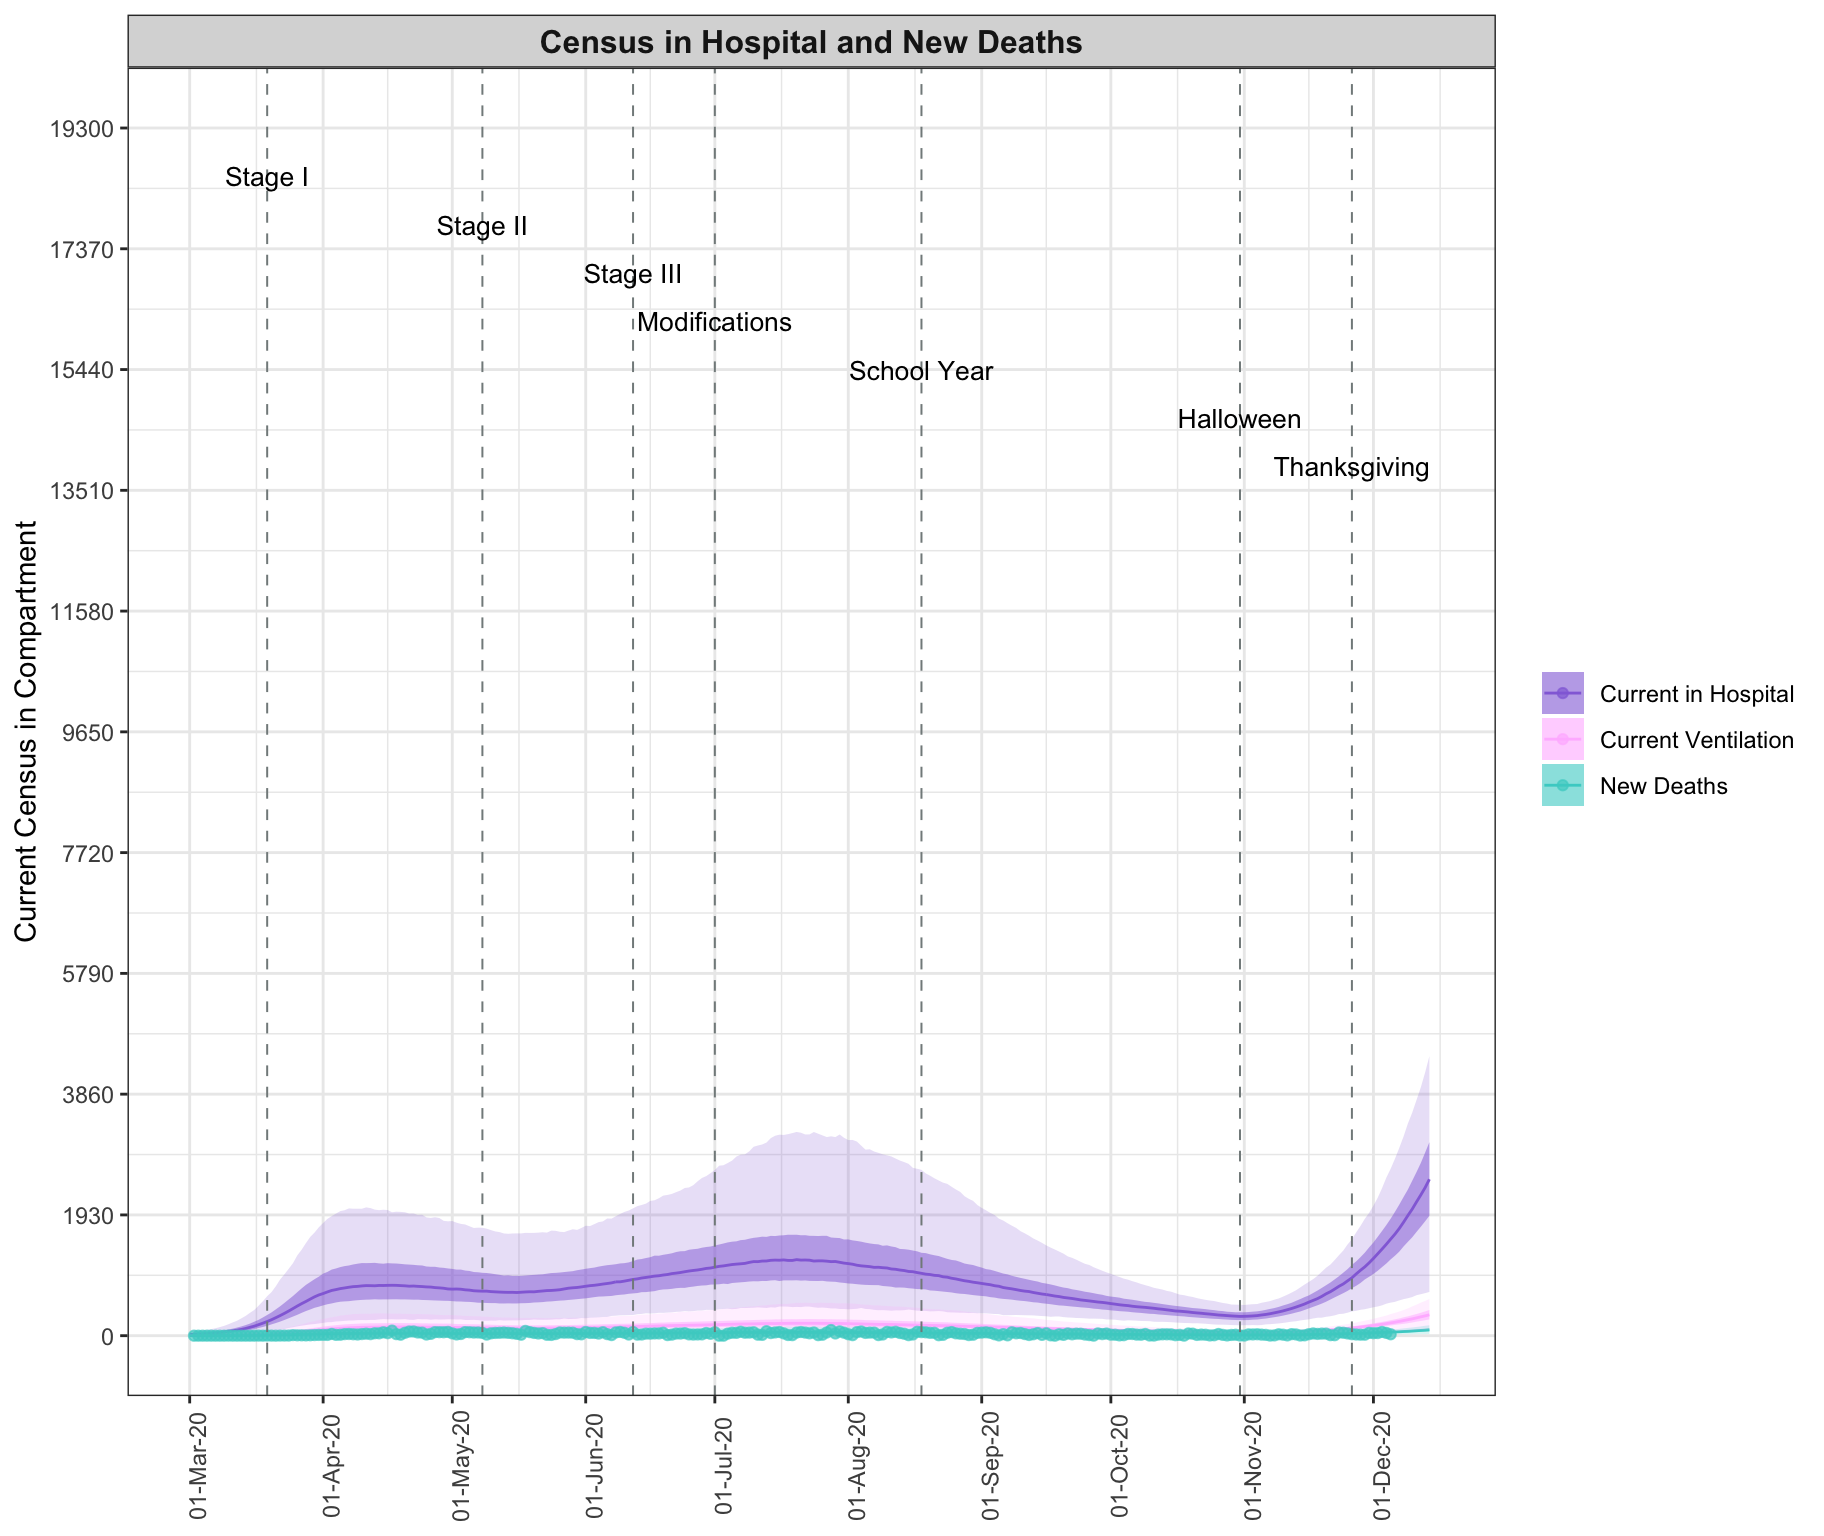 Census in Hospital and New Deaths
Current Census in Compartment
19300
17370
15440
13510
11580
9650
7720
5790
3860
1930
0
Stage I
Stage II
Stage III
Modifications
School Year
Halloween
Thanksgiving
01-Mar-20
01-Apr-20
01-May-20
01-Jun-20
01-Jul-20
01-Aug-20
01-Sep-20
01-Oct-20
01-Nov-20
01-Dec-20
Current in Hospital
Current Ventilation
New Deaths